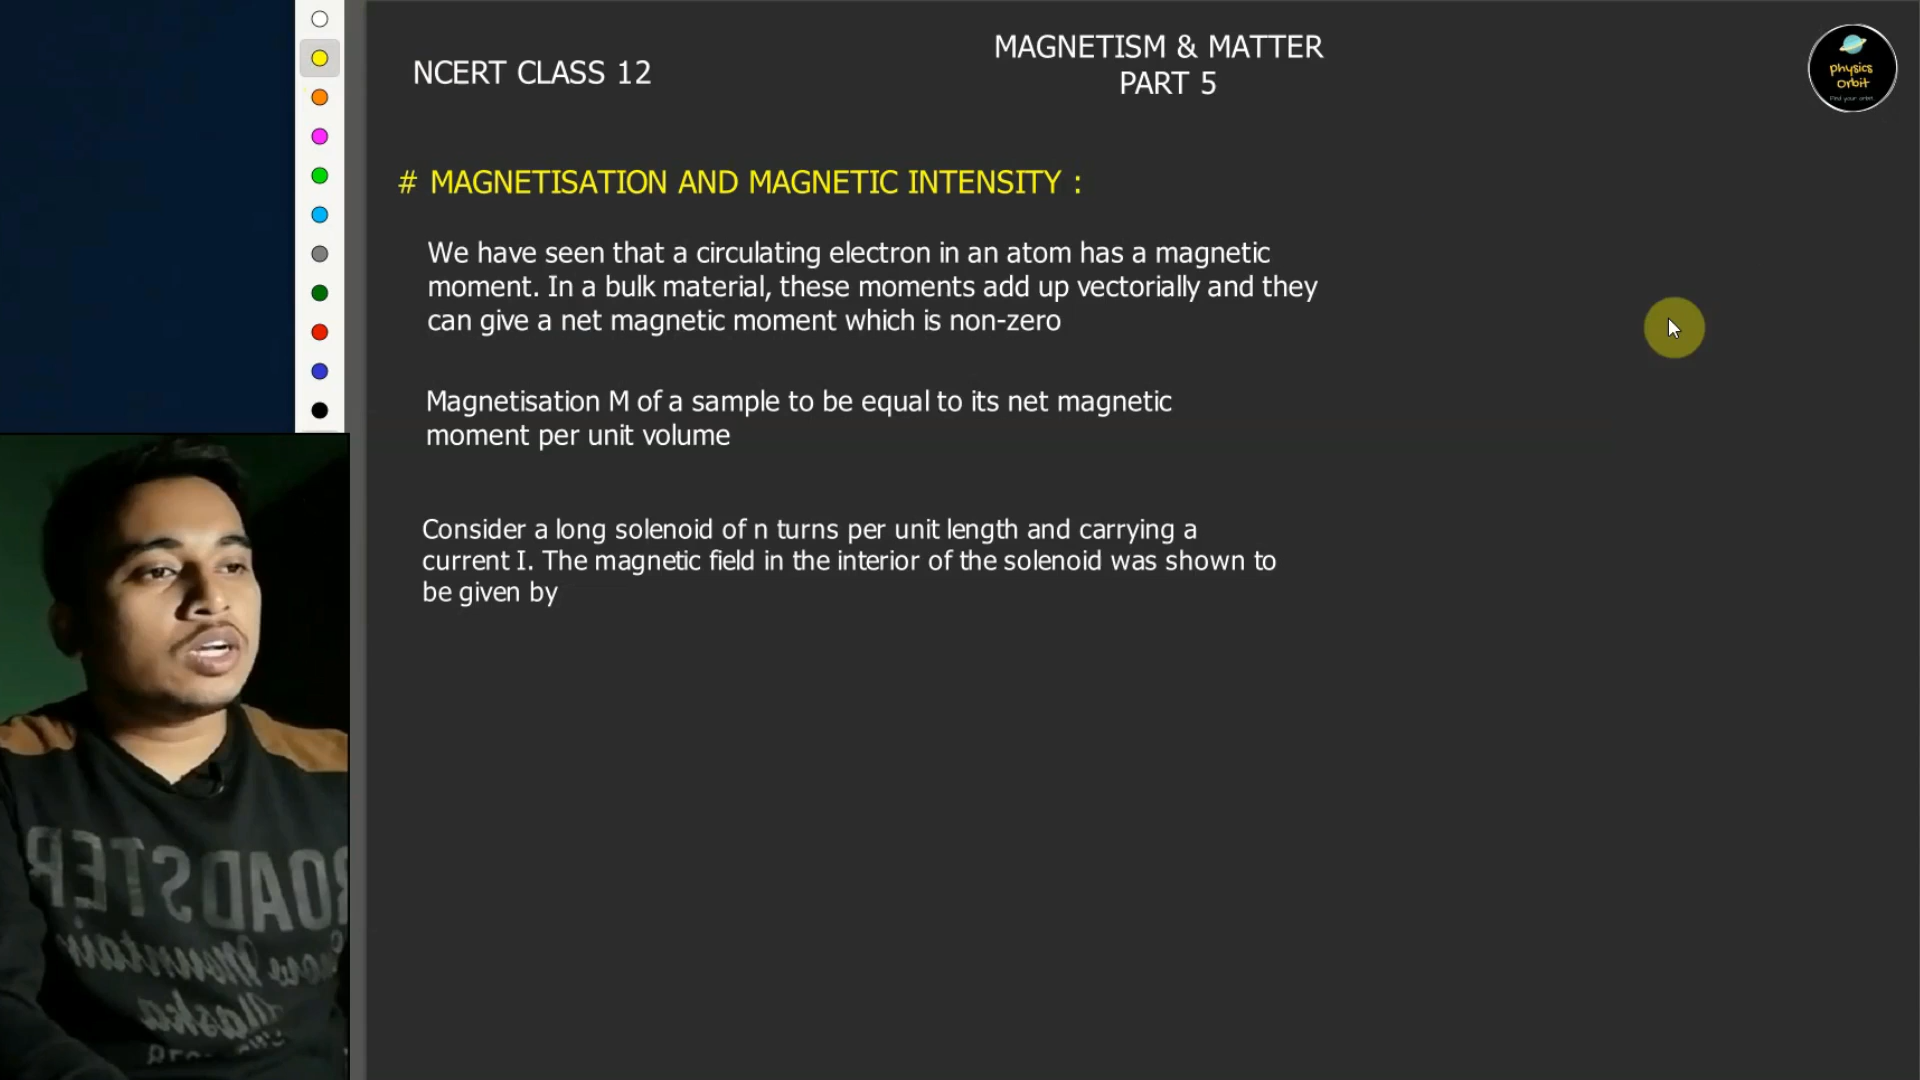 NCERT CLASS 12
MAGNETISM & MATTER
PART 5
physics
orbit
# MAGNETISATION AND MAGNETIC INTENSITY :
We have seen that a circulating electron in an atom has a magnetic
moment. In a bulk material, these moments add up vectorially and they
can give a net magnetic moment which is non-zero
Magnetisation M of a sample to be equal to its net magnetic
moment per unit volume
Consider a long solenoid of n turns per unit length and carrying a
current I. The magnetic field in the interior of the solenoid was shown to
be given by
ROADSTER
Mountain
Alaska